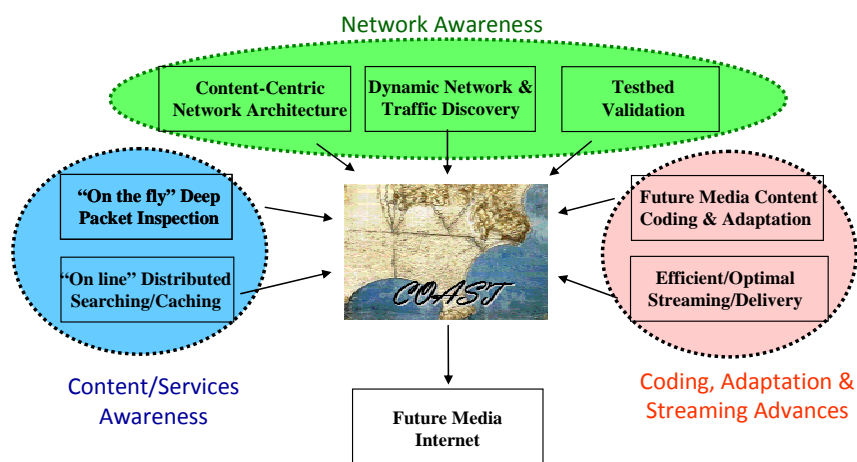 Network Awareness
Content-Centric
Network Architecture
Dynamic Network &
Traffic Discovery
Testbed
Validation
“On the fly” Deep
Packet Inspection
“On line” Distributed
Searching/Caching
COAST
Future Media Content
Coding & Adaptation
Efficient/Optimal
Streaming/Delivery
Content/Services
Awareness
Coding, Adaptation &
Streaming Advances
Future Media
Internet